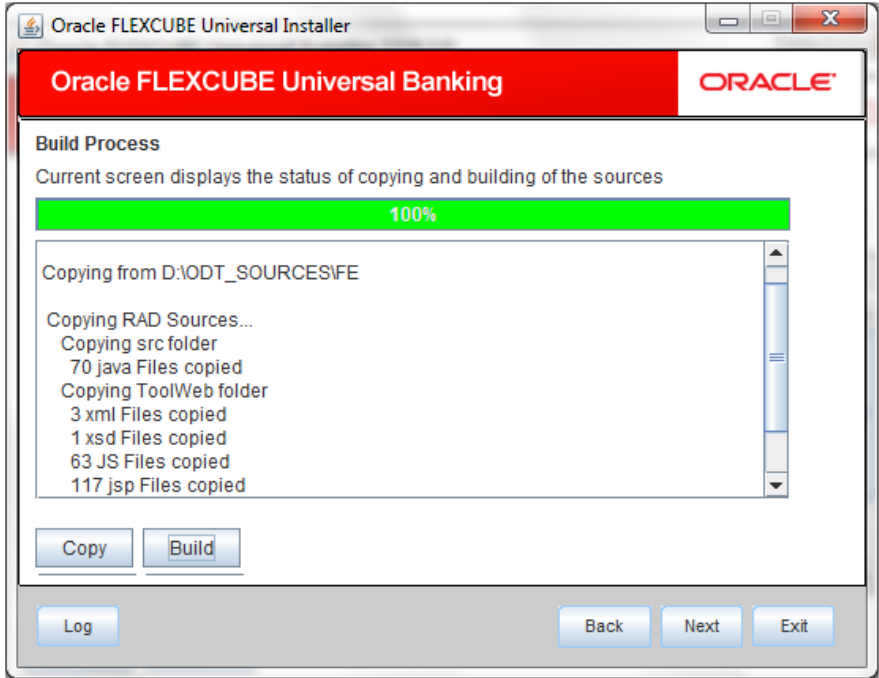 Oracle FLEXCUBE Universal Installer
Oracle FLEXCUBE Universal Banking
ORACLE
Build Process
Current screen displays the status of copying and building of the sources
100%
Copying from D:\ODT_SOURCES\FE
Copying RAD Sources...
Copying src folder
70 java Files copied
Copying ToolWeb folder
3 xml Files copied
1 xsd Files copied
63 JS Files copied
117 jsp Files copied
Copy Build
Log Back Next Exit